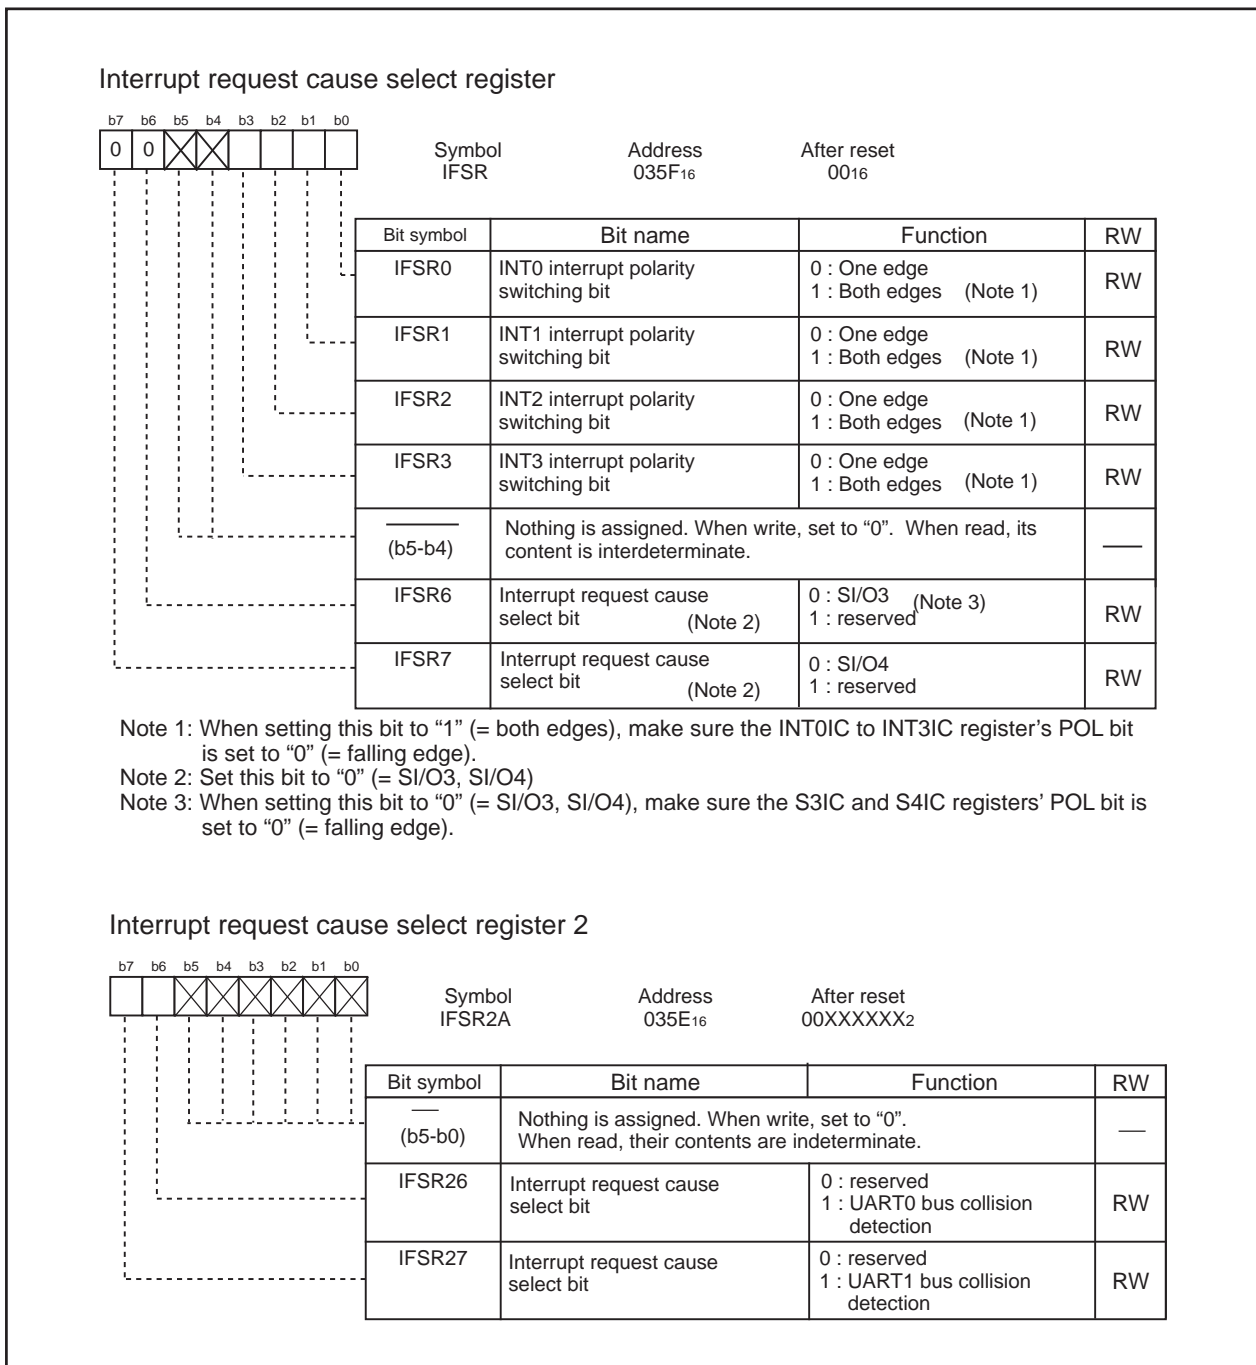 Interrupt request cause select register
b7 b6 b5 b4 b3 b2 b1 b0
0 0
Symbol Address After reset
IFSR 035F16 0016
Bit symbol Bit name Function RW
IFSR0 INT0 interrupt polarity 0 : One edge RW
switching bit 1 : Both edges (Note 1)
IFSR1 INT1 interrupt polarity 0 : One edge RW
switching bit 1 : Both edges (Note 1)
IFSR2 INT2 interrupt polarity 0 : One edge RW
switching bit 1 : Both edges (Note 1)
IFSR3 INT3 interrupt polarity 0 : One edge RW
switching bit 1 : Both edges (Note 1)
Nothing is assigned. When write, set to “0”. When read, its
(b5-b4) content is interdeterminate.
IFSR6 Interrupt request cause 0 : SI/O3 (Note 3) RW
select bit (Note 2) 1 : reserved
IFSR7 Interrupt request cause 0 : SI/O4 RW
select bit (Note 2) 1 : reserved
Note 1: When setting this bit to “1” (= both edges), make sure the INT0IC to INT3IC register’s POL bit
is set to “0” (= falling edge).
Note 2: Set this bit to “0” (= SI/O3, SI/O4)
Note 3: When setting this bit to “0” (= SI/O3, SI/O4), make sure the S3IC and S4IC registers’ POL bit is
set to “0” (= falling edge).
Interrupt request cause select register 2
b7 b6 b5 b4 b3 b2 b1 b0
Symbol Address After reset
IFSR2A 035E16 00XXXXXX2
Bit symbol Bit name Function RW
Nothing is assigned. When write, set to “0”.
(b5-b0) When read, their contents are indeterminate.
IFSR26 Interrupt request cause 0 : reserved RW
select bit 1 : UART0 bus collision
detection
IFSR27 Interrupt request cause 0 : reserved RW
select bit 1 : UART1 bus collision
detection